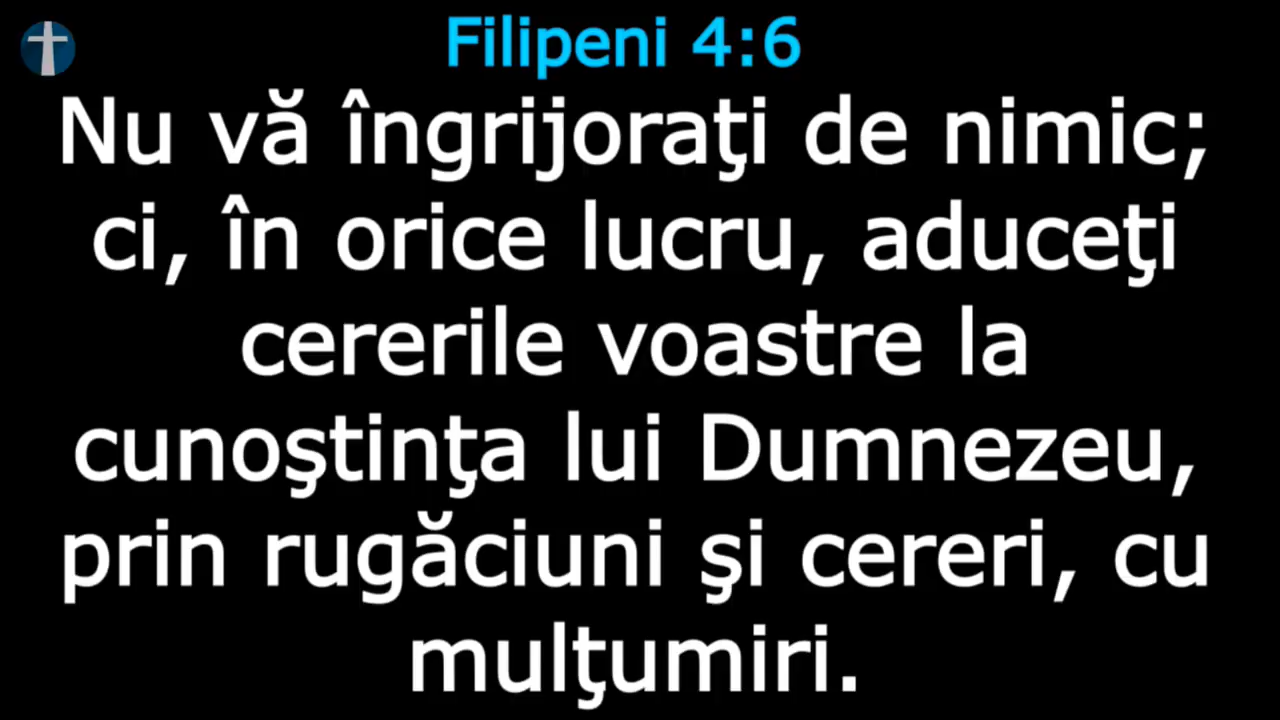 Filipeni 4:6
Nu vă îngrijoraţi de nimic;
ci, în orice lucru, aduceţi
cererile voastre la
cunoştinţa lui Dumnezeu,
prin rugăciuni şi cereri, cu
mulţumiri.